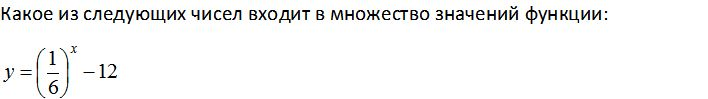 Какое из следующих чисел входит в множество значений функции:
y = (1/6)^x − 12